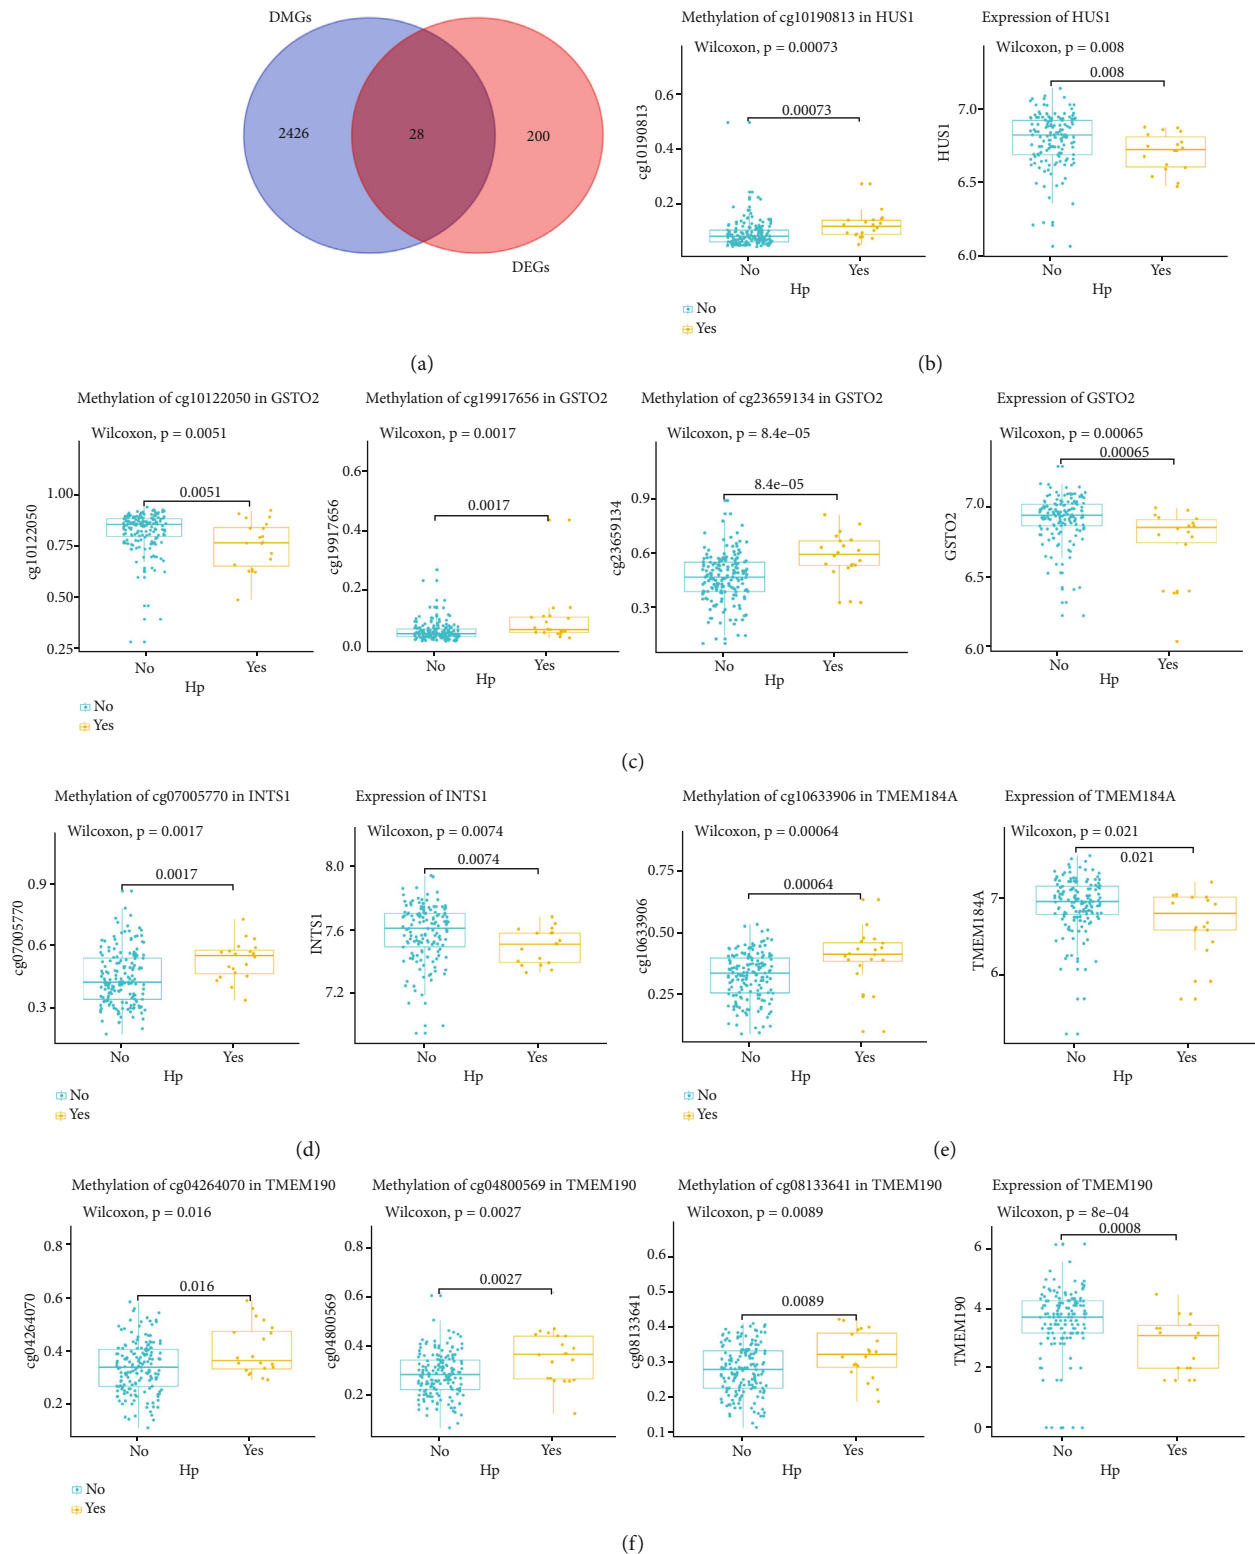 DMGs
2426
28
200
DEGs
(a)
Methylation of cg10190813 in HUS1
Wilcoxon, p = 0.00073
0.00073
cg10190813
0.6
0.4
0.2
No
Yes
Hp
Expression of HUS1
Wilcoxon, p = 0.008
0.008
HUS1
7.0
6.5
6.0
No
Yes
Hp
No
Yes
(b)
Methylation of cg10122050 in GSTO2
Wilcoxon, p = 0.0051
0.0051
cg10122050
1.00
0.75
0.50
0.25
No
Yes
Hp
Methylation of cg19917656 in GSTO2
Wilcoxon, p = 0.0017
0.0017
cg19917656
0.6
0.4
0.2
0.0
No
Yes
Hp
Methylation of cg23659134 in GSTO2
Wilcoxon, p = 8.4e–05
8.4e–05
cg23659134
0.9
0.6
0.3
No
Yes
Hp
Expression of GSTO2
Wilcoxon, p = 0.00065
0.00065
GSTO2
7.0
6.5
6.0
No
Yes
Hp
No
Yes
(c)
Methylation of cg07005770 in INTS1
Wilcoxon, p = 0.0017
0.0017
cg07005770
0.9
0.6
0.3
No
Yes
Hp
Expression of INTS1
Wilcoxon, p = 0.0074
0.0074
INTS1
8.0
7.6
7.2
No
Yes
Hp
No
Yes
(d)
Methylation of cg10633906 in TMEM184A
Wilcoxon, p = 0.00064
0.00064
cg10633906
0.75
0.50
0.25
No
Yes
Hp
Expression of TMEM184A
Wilcoxon, p = 0.021
0.021
TMEM184A
7
6
No
Yes
Hp
No
Yes
(e)
Methylation of cg04264070 in TMEM190
Wilcoxon, p = 0.016
0.016
cg04264070
0.8
0.6
0.4
0.2
No
Yes
Hp
Methylation of cg04800569 in TMEM190
Wilcoxon, p = 0.0027
0.0027
cg04800569
0.8
0.6
0.4
0.2
No
Yes
Hp
Methylation of cg08133641 in TMEM190
Wilcoxon, p = 0.0089
0.0089
cg08133641
0.6
0.5
0.4
0.3
0.2
0.1
No
Yes
Hp
Expression of TMEM190
Wilcoxon, p = 8e–04
0.0008
TMEM190
6
4
2
0
No
Yes
Hp
No
Yes
(f)